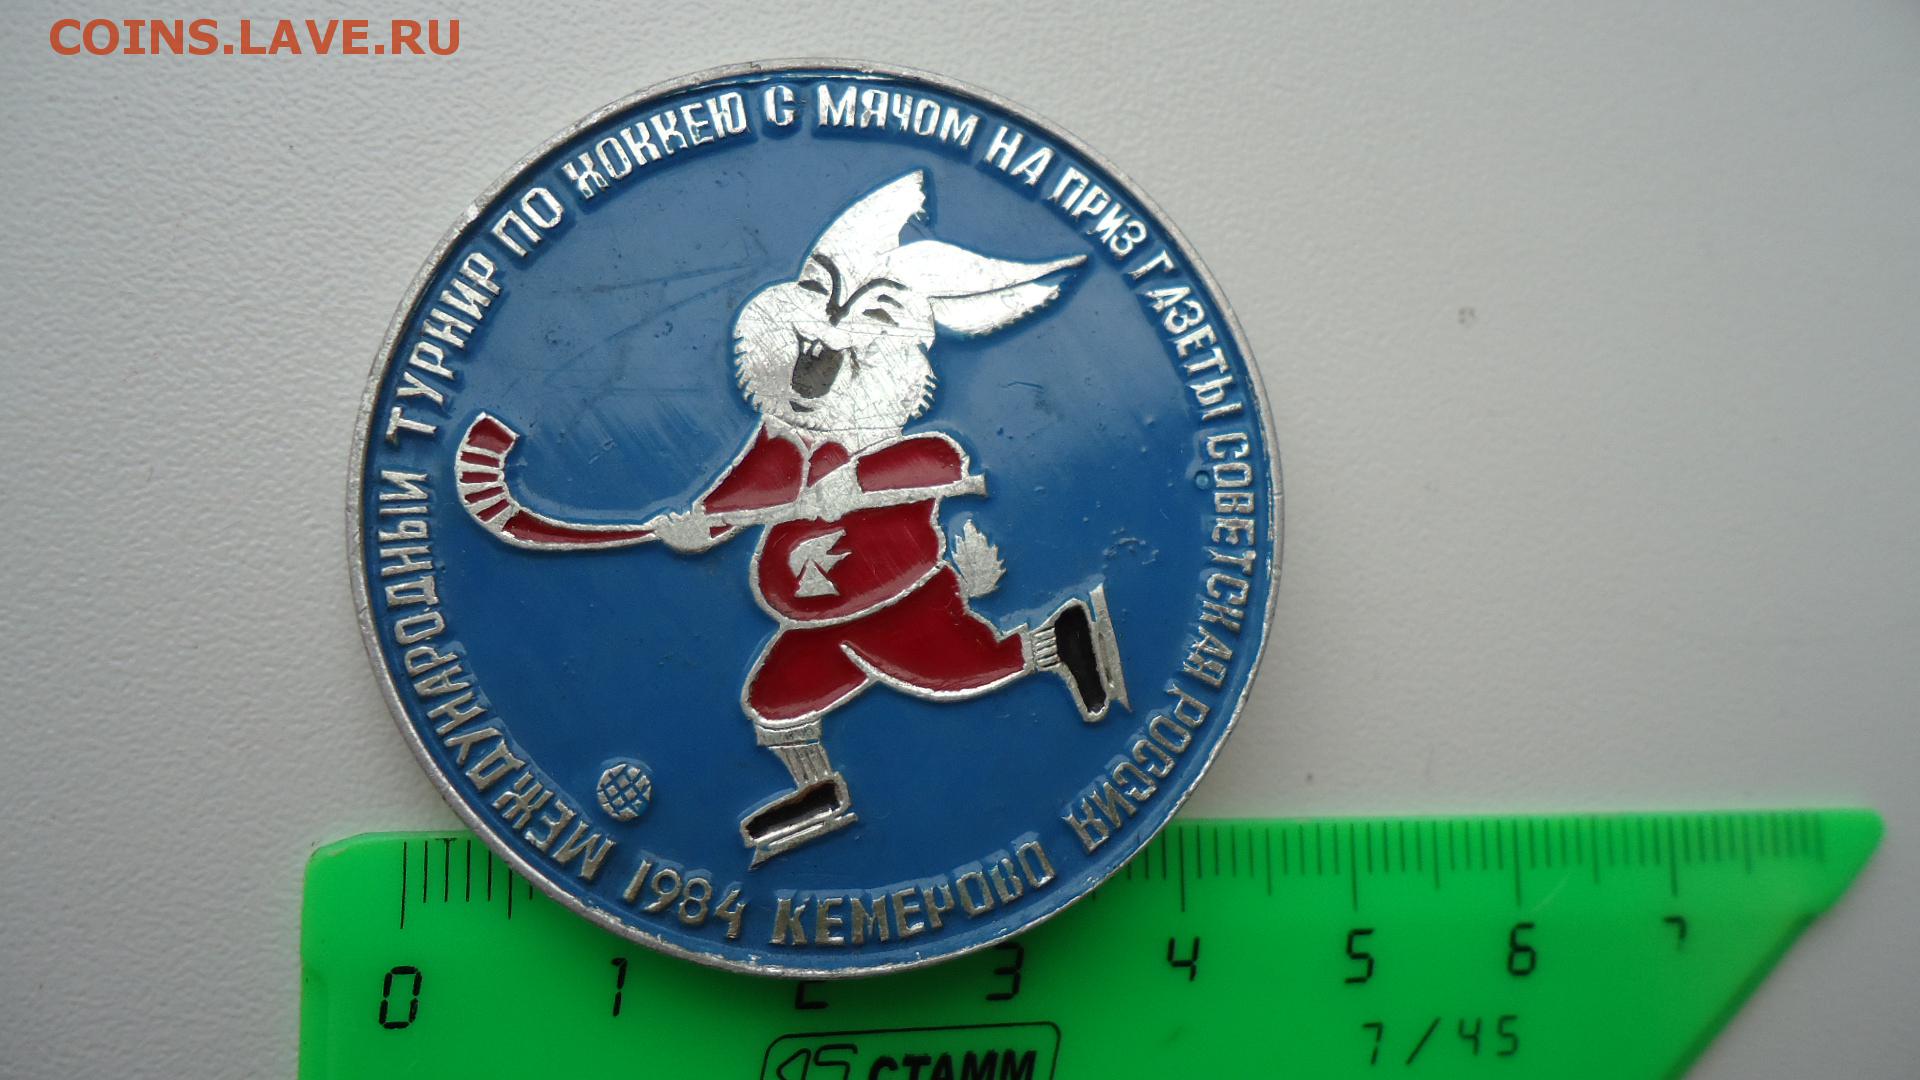 COINS.LAVE.RU
МЕЖДУНАРОДНЫЙ ТУРНИР ПО ХОККЕЮ С МЯЧОМ НА ПРИЗ ГАЗЕТЫ СОВЕТСКАЯ РОССИЯ
1984 КЕМЕРОВО
0 1 2 3 4 5 6 7
7/45
СТАММ